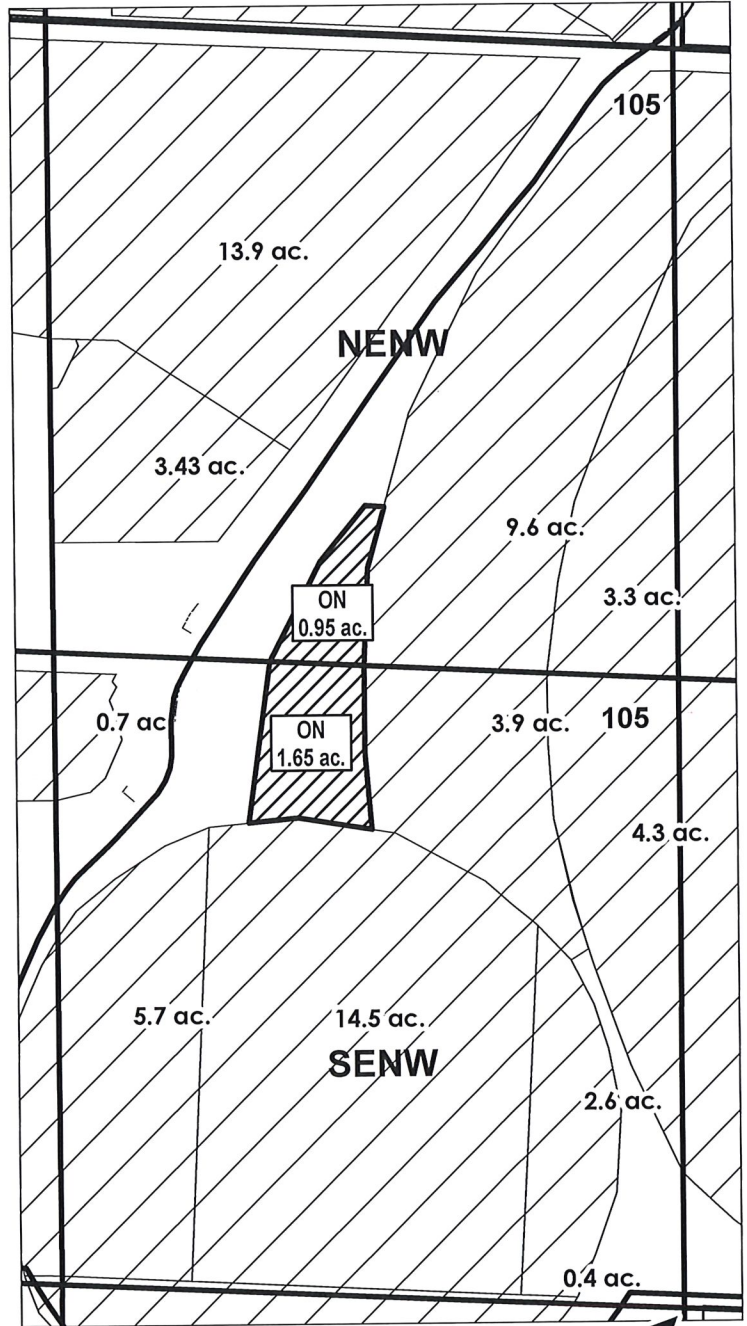 105
13.9 ac.
NENW
3.43 ac.
9.6 ac.
3.3 ac.
ON
0.95 ac.
0.7 ac
3.9 ac.
105
ON
1.65 ac.
4.3 ac.
5.7 ac.
14.5 ac.
SENW
2.6 ac.
0.4 ac.